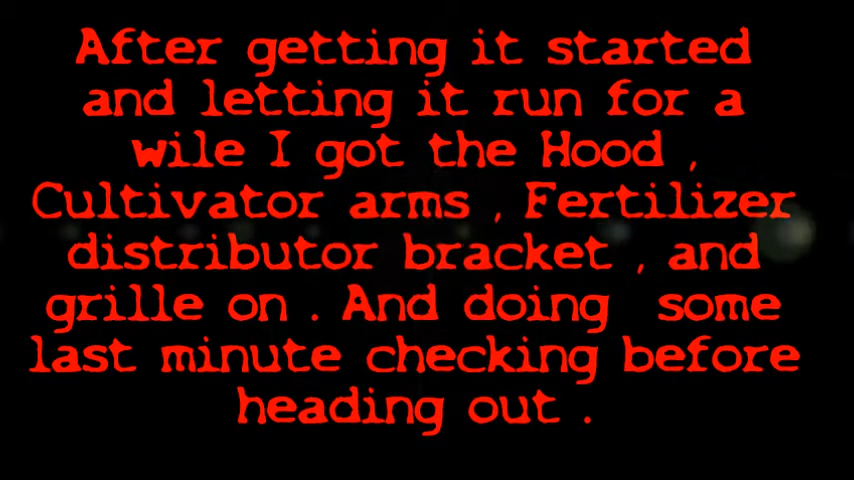 After getting it started
and letting it run for a
wile I got the Hood ,
Cultivator arms , Fertilizer
distributor bracket , and
grille on . And doing  some
last minute checking before
heading out .